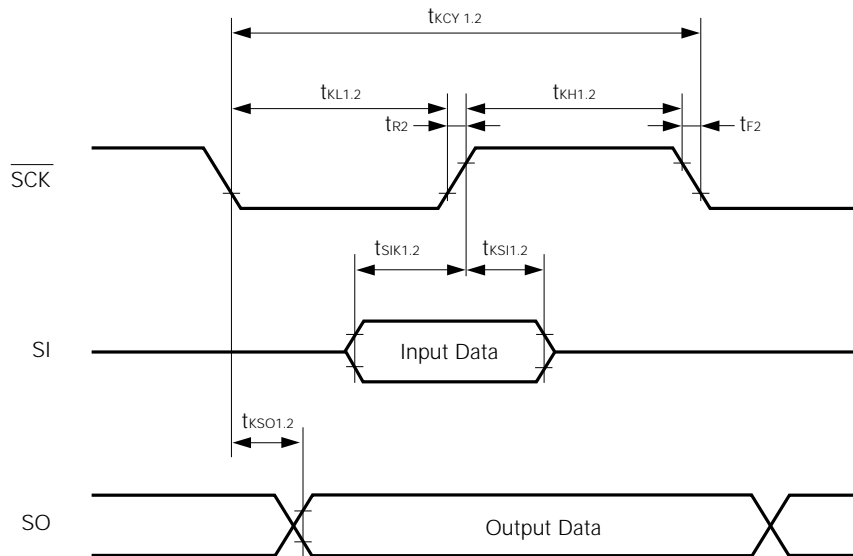 tKCY 1.2
tKL1.2 tKH1.2
tR2 tF2
SCK
tSIK1.2 tKSI1.2
SI Input Data
tKSO1.2
SO Output Data